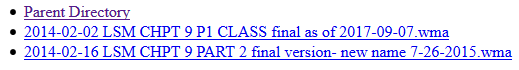 Parent Directory
2014-02-02 LSM CHPT 9 P1 CLASS final as of 2017-09-07.wma
2014-02-16 LSM CHPT 9 PART 2 final version- new name 7-26-2015.wma